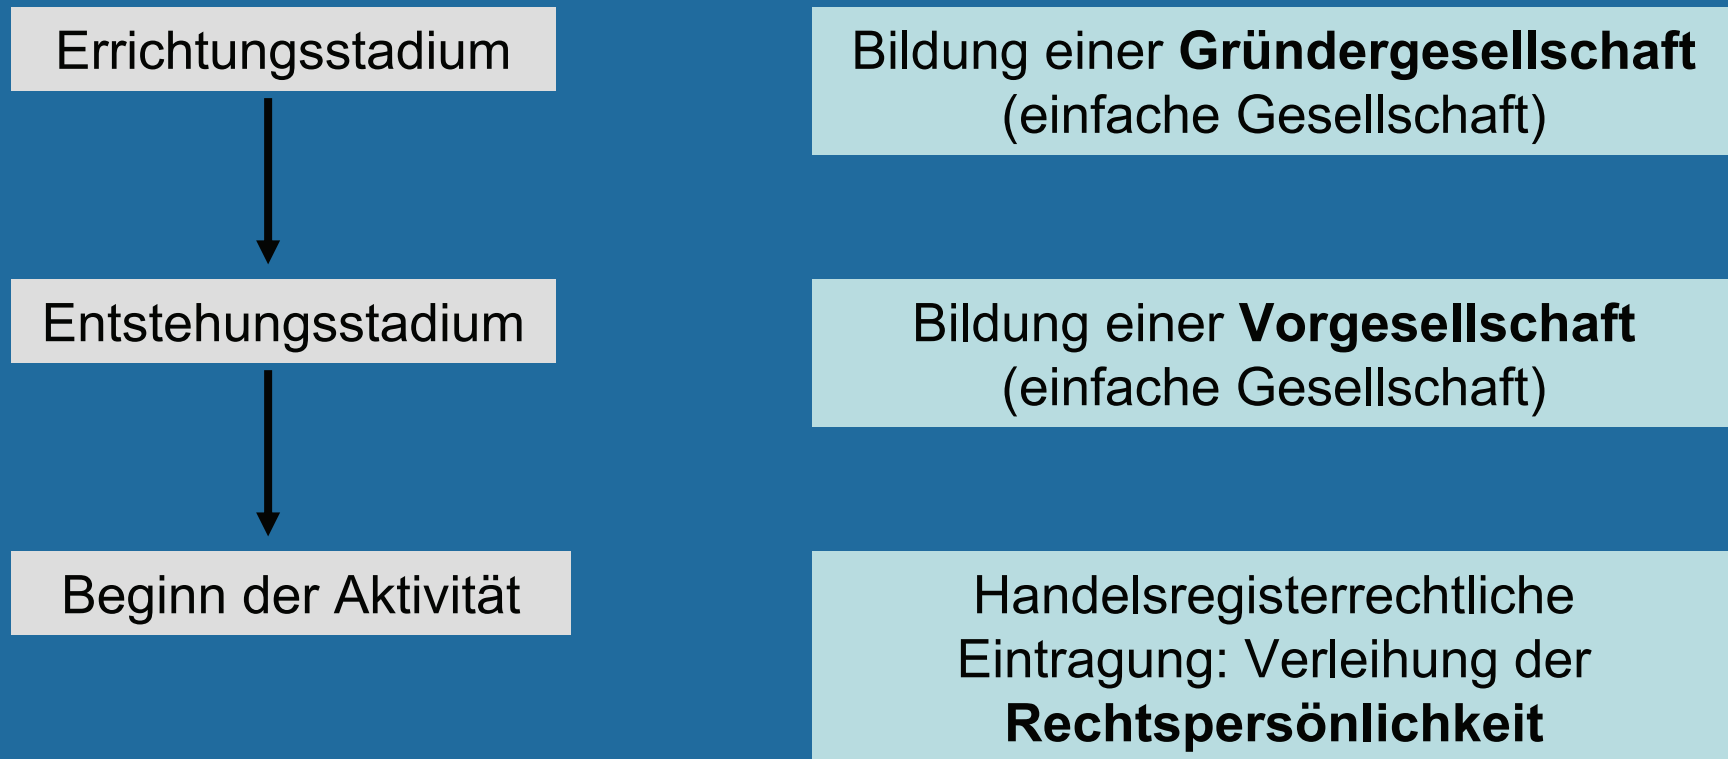 Errichtungsstadium
Bildung einer Gründergesellschaft
(einfache Gesellschaft)
Entstehungsstadium
Bildung einer Vorgesellschaft
(einfache Gesellschaft)
Beginn der Aktivität
Handelsregisterrechtliche
Eintragung: Verleihung der
Rechtspersönlichkeit